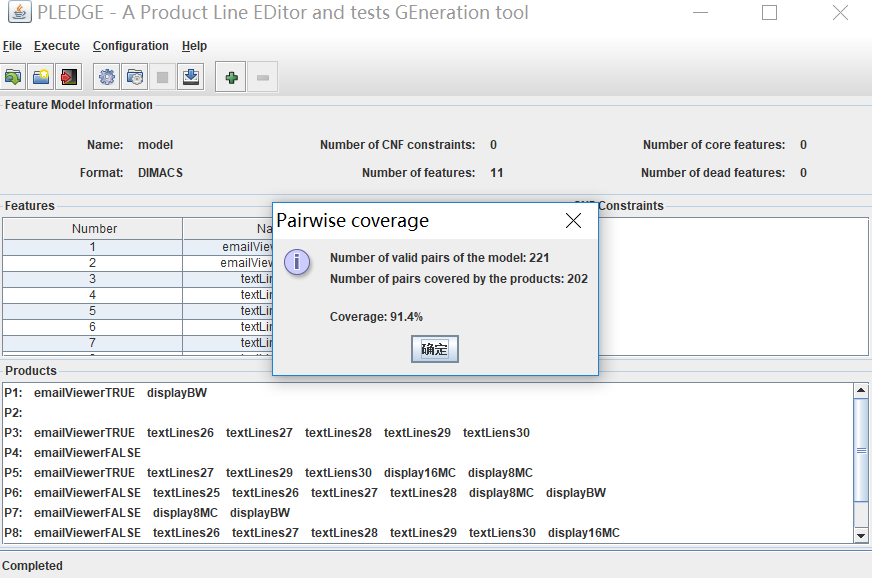 PLEDGE - A Product Line EDitor and tests GEneration tool
File Execute Configuration Help
Feature Model Information
Name: model Number of CNF constraints: 0 Number of core features: 0
Format: DIMACS Number of features: 11 Number of dead features: 0
Features Constraints
Number Na
1 emailView
2 emailView
3 textLin
4 textLin
5 textLin
6 textLin
7 textLin
Pairwise coverage
Number of valid pairs of the model: 221
Number of pairs covered by the products: 202
Coverage: 91.4%
确定
Products
P1: emailViewerTRUE displayBW
P2:
P3: emailViewerTRUE textLines26 textLines27 textLines28 textLines29 textLiens30
P4: emailViewerFALSE
P5: emailViewerTRUE textLines27 textLines29 textLiens30 display16MC display8MC
P6: emailViewerFALSE textLines25 textLines26 textLines27 textLines28 display8MC displayBW
P7: emailViewerFALSE display8MC displayBW
P8: emailViewerFALSE textLines26 textLines27 textLines28 textLines29 textLiens30 display16MC
Completed